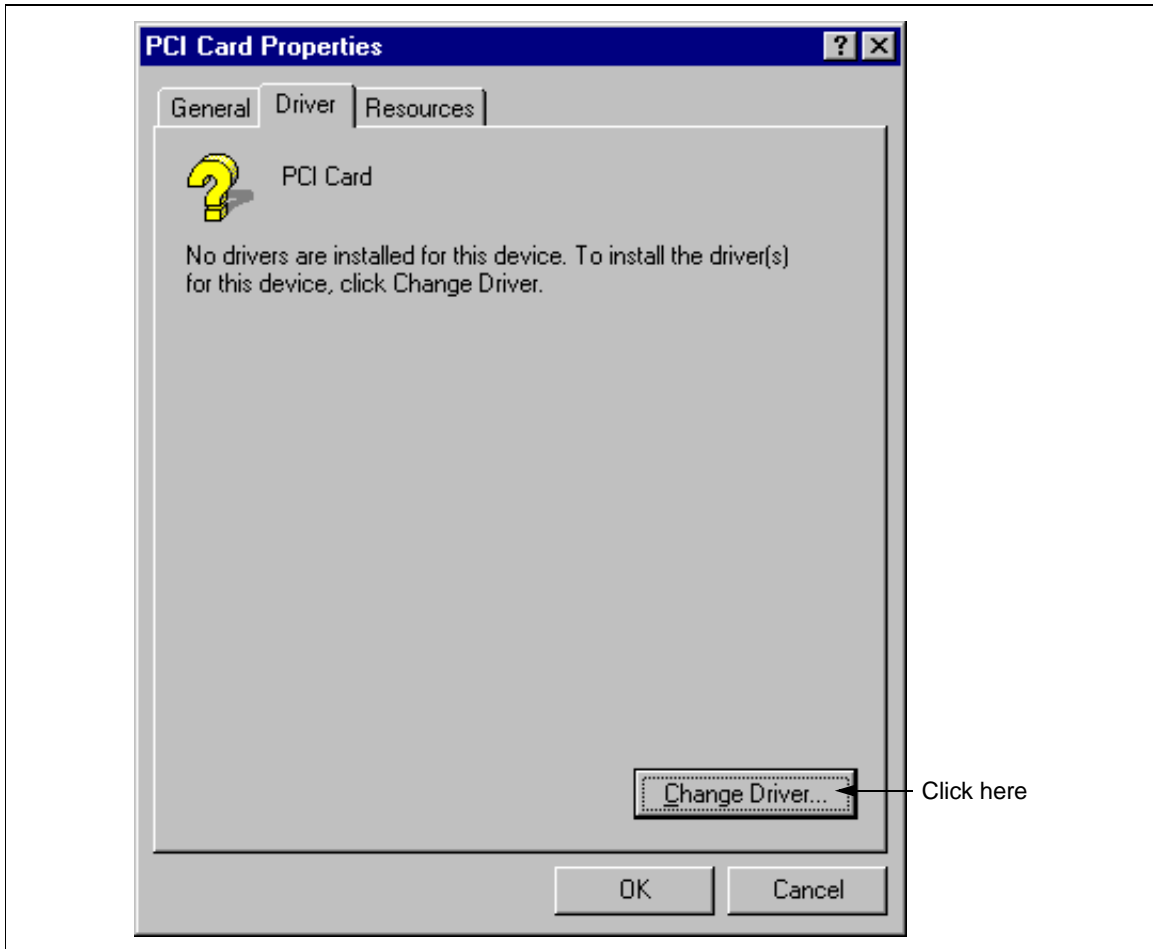 PCI Card Properties
General Driver Resources
PCI Card
No drivers are installed for this device. To install the driver(s)
for this device, click Change Driver.
Change Driver...
Click here
OK Cancel